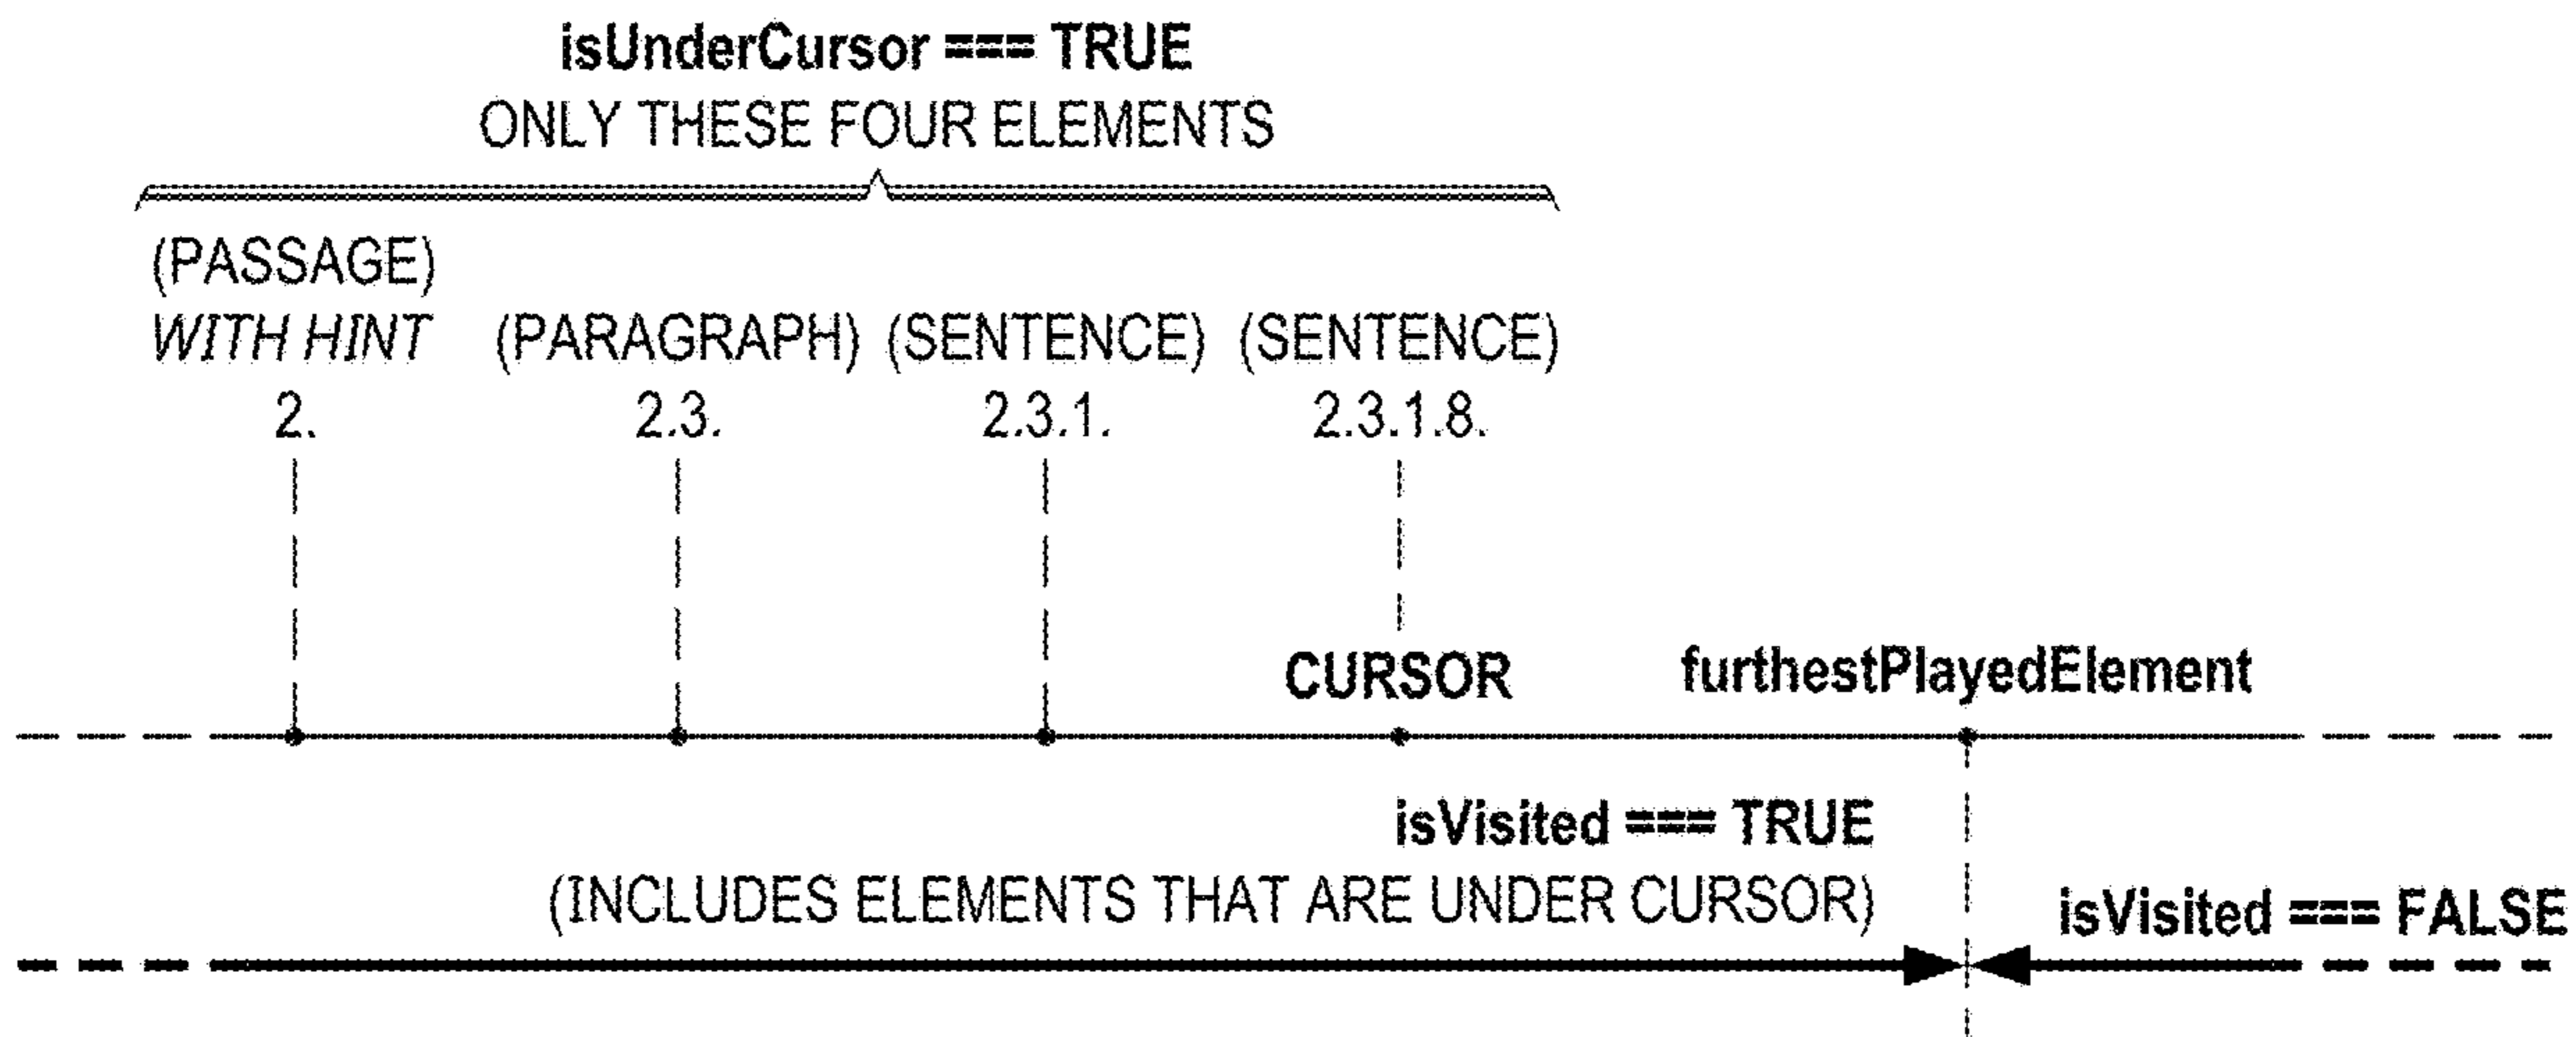 isUnderCursor === TRUE
ONLY THESE FOUR ELEMENTS
(PASSAGE)
WITH HINT (PARAGRAPH) (SENTENCE) (SENTENCE)
2. 2.3. 2.3.1. 2.3.1.8.
CURSOR furthestPlayedElement
isVisited === TRUE
(INCLUDES ELEMENTS THAT ARE UNDER CURSOR)
isVisited === FALSE